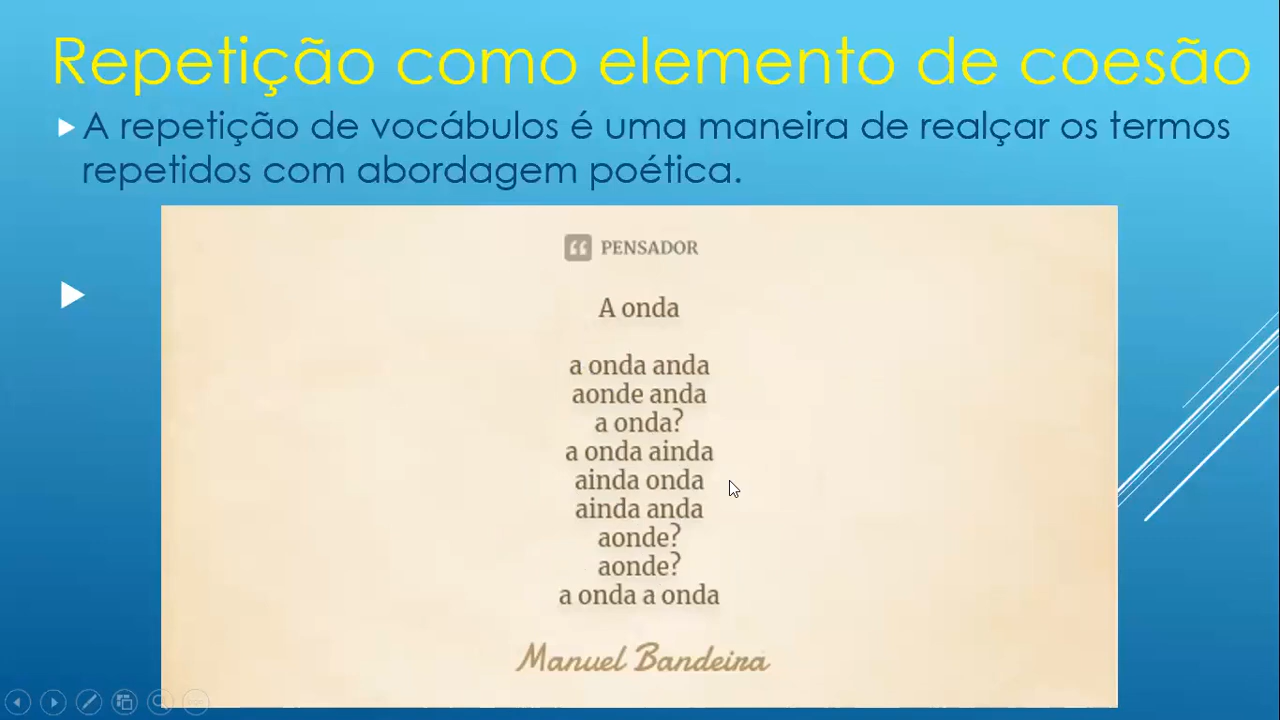 Repetição como elemento de coesão
A repetição de vocábulos é uma maneira de realçar os termos
repetidos com abordagem poética.
PENSADOR
A onda
a onda anda
aonde anda
a onda?
a onda ainda
ainda onda
ainda anda
aonde?
aonde?
a onda a onda
Manuel Bandeira